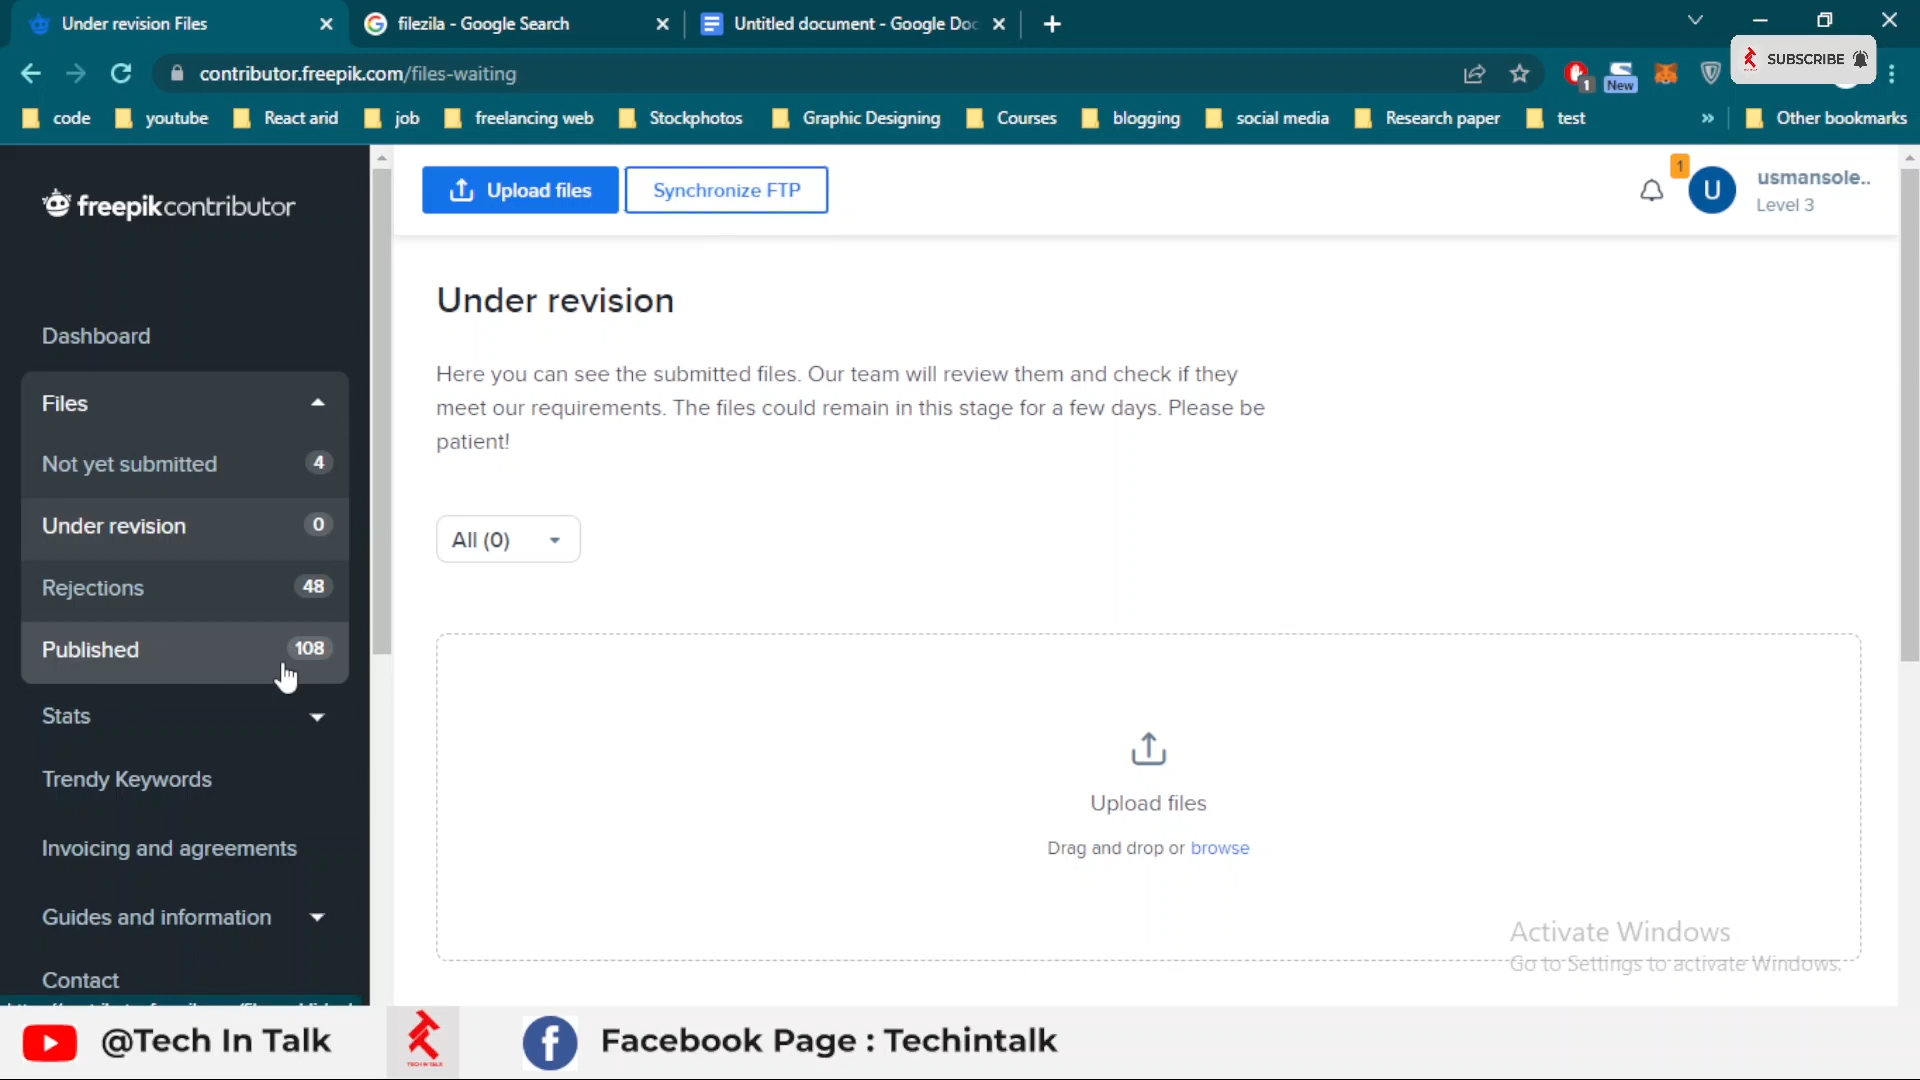 Under revision Files
filezila - Google Search
Untitled document - Google Doc
contributor.freepik.com/files-waiting
1
New
SUBSCRIBE
code
youtube
React arid
job
freelancing web
Stockphotos
Graphic Designing
Courses
blogging
social media
Research paper
test
»
Other bookmarks
freepikcontributor
Upload files
Synchronize FTP
1
U
usmansole..
Level 3
Dashboard
Files
Not yet submitted 4
Under revision 0
Rejections 48
Published 108
Stats
Trendy Keywords
Invoicing and agreements
Guides and information
Contact
Under revision
Here you can see the submitted files. Our team will review them and check if they
meet our requirements. The files could remain in this stage for a few days. Please be
patient!
All (0)
Upload files
Drag and drop or browse
Activate Windows
Go to Settings to activate Windows.
@Tech In Talk
TECH IN TALK
Facebook Page : Techintalk